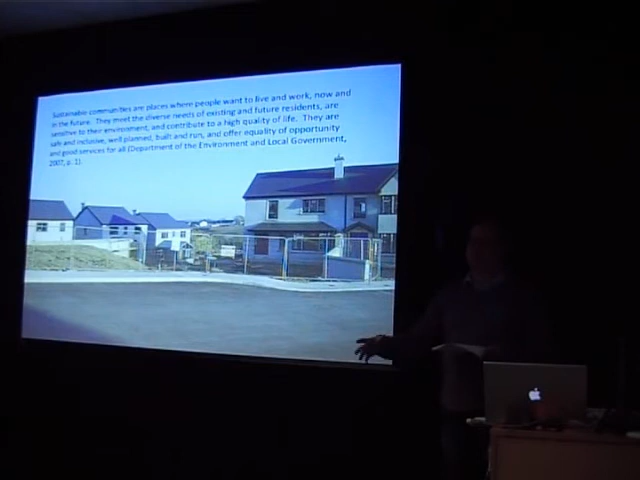 Sustainable communities are places where people want to live and work, now and
in the future. They meet the diverse needs of existing and future residents, are
sensitive to their environment, and contribute to a high quality of life. They are
safe and inclusive, well planned, built and run, and offer equality of opportunity
and good services for all (Department of the Environment and Local Government,
2007, p. 1)